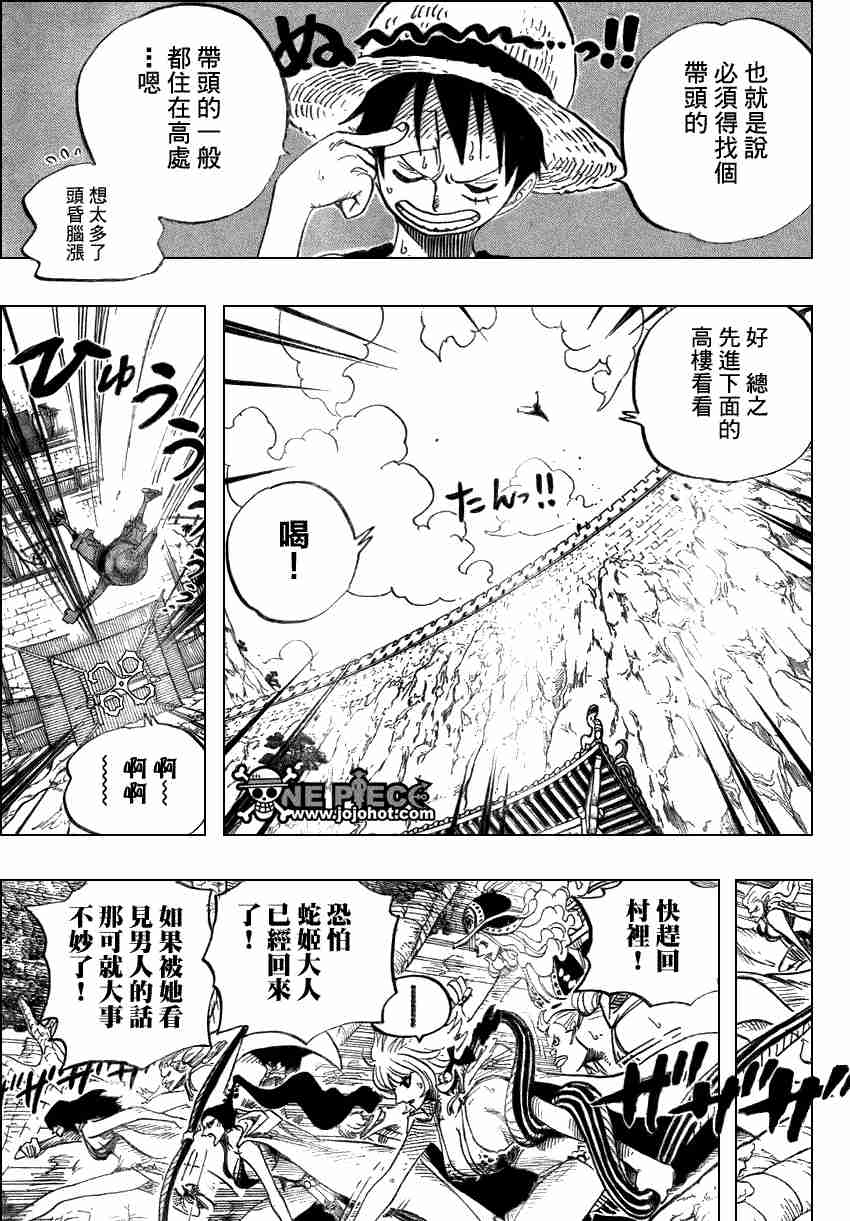 也就是說
必須得找個
帶頭的
ぬ
っ!!
帶頭的一般
都住在高處
…嗯
想太多了
頭昏腦漲
好 總之
先進下面的
高樓看看
たんっ!!
喝！
ひゅうう
啊～
啊啊～
ONE PIECE
www.jojohot.com
快趕回
村裡！
…………
恐怕
蛇姬大人
已經回來
了！
如果被她看
見男人的話
那可就大事
不妙了！
ザザザ
ザザザ